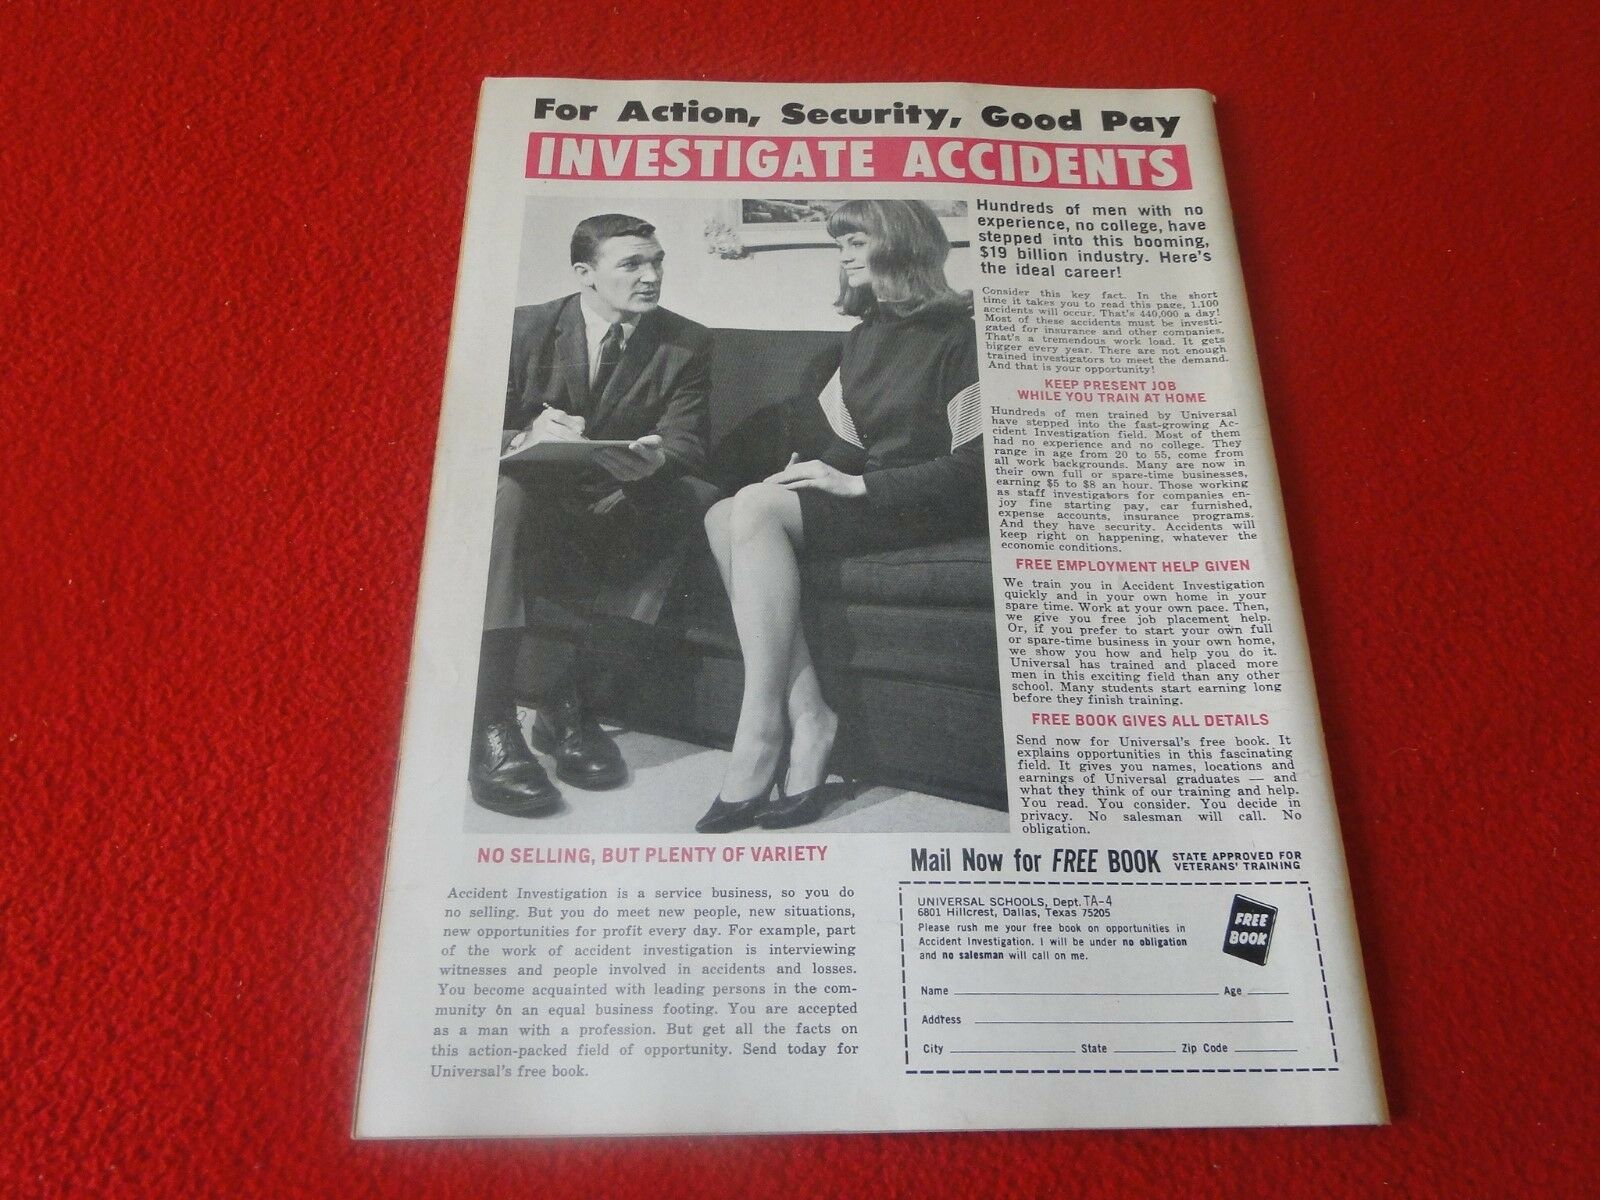 For Action, Security, Good Pay
INVESTIGATE ACCIDENTS
Hundreds of men with no
experience, no college, have
stepped into this booming,
$19 billion industry. Here's
the ideal career!
Consider this key fact. In the short
time it takes you to read this page, 1,100
accidents will occur. That's 440,000 a day!
Most of these accidents must be investi-
gated for insurance and other companies.
That's a tremendous work load. It gets
bigger every year. There are not enough
trained investigators to meet the demand.
And that is your opportunity!
KEEP PRESENT JOB
WHILE YOU TRAIN AT HOME
Hundreds of men trained by Universal
have stepped into the fast-growing Ac-
cident Investigation field. Most of them
had no experience and no college. They
range in age from 20 to 55, come from
all work backgrounds. Many are now in
their own full or spare-time businesses,
earning $5 to $8 an hour. Those working
as staff investigators for companies en-
joy fine starting pay, car furnished,
expense accounts, insurance programs.
And they have security. Accidents will
keep right on happening, whatever the
economic conditions.
FREE EMPLOYMENT HELP GIVEN
We train you in Accident Investigation
quickly and in your own home in your
spare time. Work at your own pace. Then,
we give you free job placement help.
Or, if you prefer to start your own full
or spare-time business in your own home,
we show you how and help you do it.
Universal has trained and placed more
men in this exciting field than any other
school. Many students start earning long
before they finish training.
FREE BOOK GIVES ALL DETAILS
Send now for Universal's free book. It
explains opportunities in this fascinating
field. It gives you names, locations and
earnings of Universal graduates — and
what they think of our training and help.
You read. You consider. You decide in
privacy. No salesman will call. No
obligation.
NO SELLING, BUT PLENTY OF VARIETY
Accident Investigation is a service business, so you do
no selling. But you do meet new people, new situations,
new opportunities for profit every day. For example, part
of the work of accident investigation is interviewing
witnesses and people involved in accidents and losses.
You become acquainted with leading persons in the com-
munity on an equal business footing. You are accepted
as a man with a profession. But get all the facts on
this action-packed field of opportunity. Send today for
Universal's free book.
Mail Now for FREE BOOK
STATE APPROVED FOR
VETERANS' TRAINING
UNIVERSAL SCHOOLS, Dept. TA-4
6801 Hillcrest, Dallas, Texas 75205
Please rush me your free book on opportunities in
Accident Investigation. I will be under no obligation
and no salesman will call on me.
FREE
BOOK
Name Age
Address
City State Zip Code